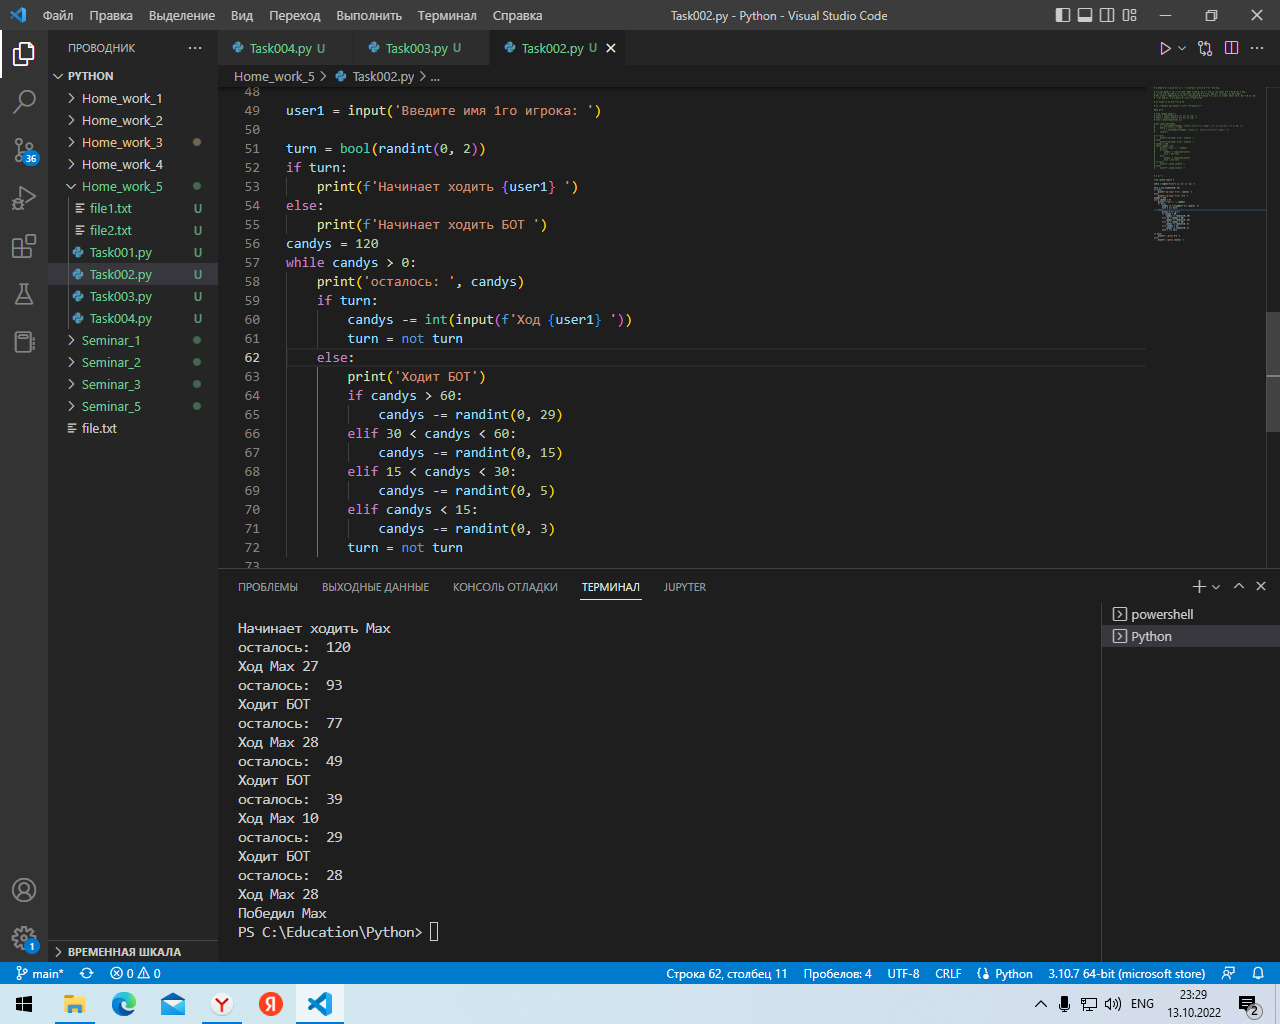 Файл Правка Выделение Вид Переход Выполнить Терминал Справка Task002.py - Python - Visual Studio Code
ПРОВОДНИК
Task004.py U Task003.py U Task002.py U
Home_work_5 > Task002.py > ...
PYTHON
Home_work_1
Home_work_2
Home_work_3
Home_work_4
Home_work_5
file1.txt U
file2.txt U
Task001.py U
Task002.py U
Task003.py U
Task004.py U
Seminar_1
Seminar_2
Seminar_3
Seminar_5
file.txt
ВРЕМЕННАЯ ШКАЛА
36
1
48
49 user1 = input('Введите имя 1го игрока: ')
50
51 turn = bool(randint(0, 2))
52 if turn:
53 print(f'Начинает ходить {user1} ')
54 else:
55 print(f'Начинает ходить БОТ ')
56 candys = 120
57 while candys > 0:
58 print('осталось: ', candys)
59 if turn:
60 candys -= int(input(f'Ход {user1} '))
61 turn = not turn
62 else:
63 print('Ходит БОТ')
64 if candys > 60:
65 candys -= randint(0, 29)
66 elif 30 < candys < 60:
67 candys -= randint(0, 15)
68 elif 15 < candys < 30:
69 candys -= randint(0, 5)
70 elif candys < 15:
71 candys -= randint(0, 3)
72 turn = not turn
73
ПРОБЛЕМЫ ВЫХОДНЫЕ ДАННЫЕ КОНСОЛЬ ОТЛАДКИ ТЕРМИНАЛ JUPYTER
powershell
Python
Начинает ходить Max
осталось:  120
Ход Max 27
осталось:  93
Ходит БОТ
осталось:  77
Ход Max 28
осталось:  49
Ходит БОТ
осталось:  39
Ход Max 10
осталось:  29
Ходит БОТ
осталось:  28
Ход Max 28
Победил Max
PS C:\Education\Python>
main* 0 0 Строка 62, столбец 11 Пробелов: 4 UTF-8 CRLF Python 3.10.7 64-bit (microsoft store)
ENG 23:29
13.10.2022 2